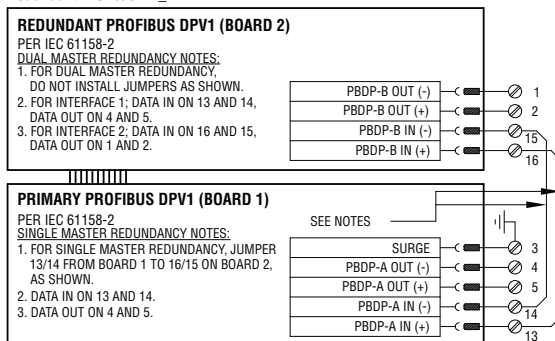 REDUNDANT PROFIBUS DPV1 (BOARD 2)
PER IEC 61158-2
DUAL MASTER REDUNDANCY NOTES:
1. FOR DUAL MASTER REDUNDANCY,
DO NOT INSTALL JUMPERS AS SHOWN.
2. FOR INTERFACE 1; DATA IN ON 13 AND 14,
DATA OUT ON 4 AND 5.
3. FOR INTERFACE 2; DATA IN ON 16 AND 15,
DATA OUT ON 1 AND 2.
PBDP-B OUT (-) 1
PBDP-B OUT (+) 2
PBDP-B IN (-) 15
PBDP-B IN (+) 16
PRIMARY PROFIBUS DPV1 (BOARD 1)
PER IEC 61158-2
SINGLE MASTER REDUNDANCY NOTES:
1. FOR SINGLE MASTER REDUNDANCY, JUMPER
13/14 FROM BOARD 1 TO 16/15 ON BOARD 2,
AS SHOWN.
2. DATA IN ON 13 AND 14.
3. DATA OUT ON 4 AND 5.
SEE NOTES
SURGE 3
PBDP-A OUT (-) 4
PBDP-A OUT (+) 5
PBDP-A IN (-) 14
PBDP-A IN (+) 13